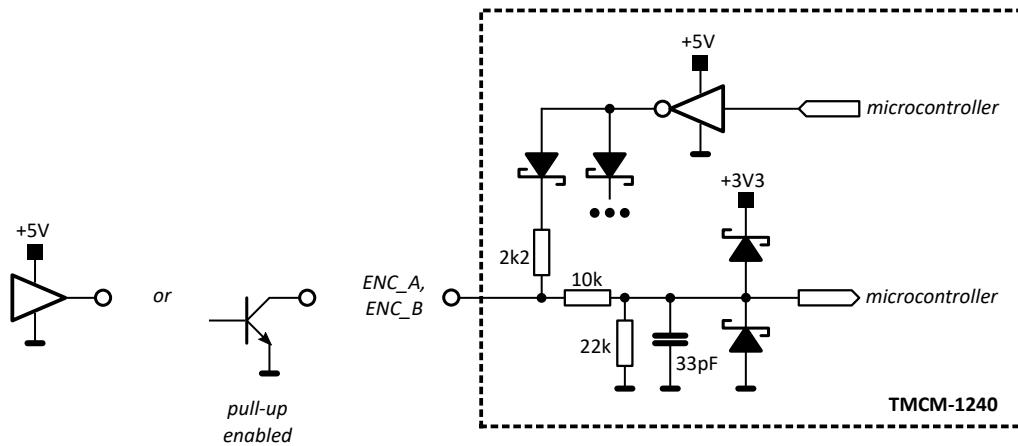 +5V
microcontroller
+3V3
+5V
2k2
10k
or
ENC_A,
ENC_B
microcontroller
22k
33pF
pull-up
enabled
TMCM-1240